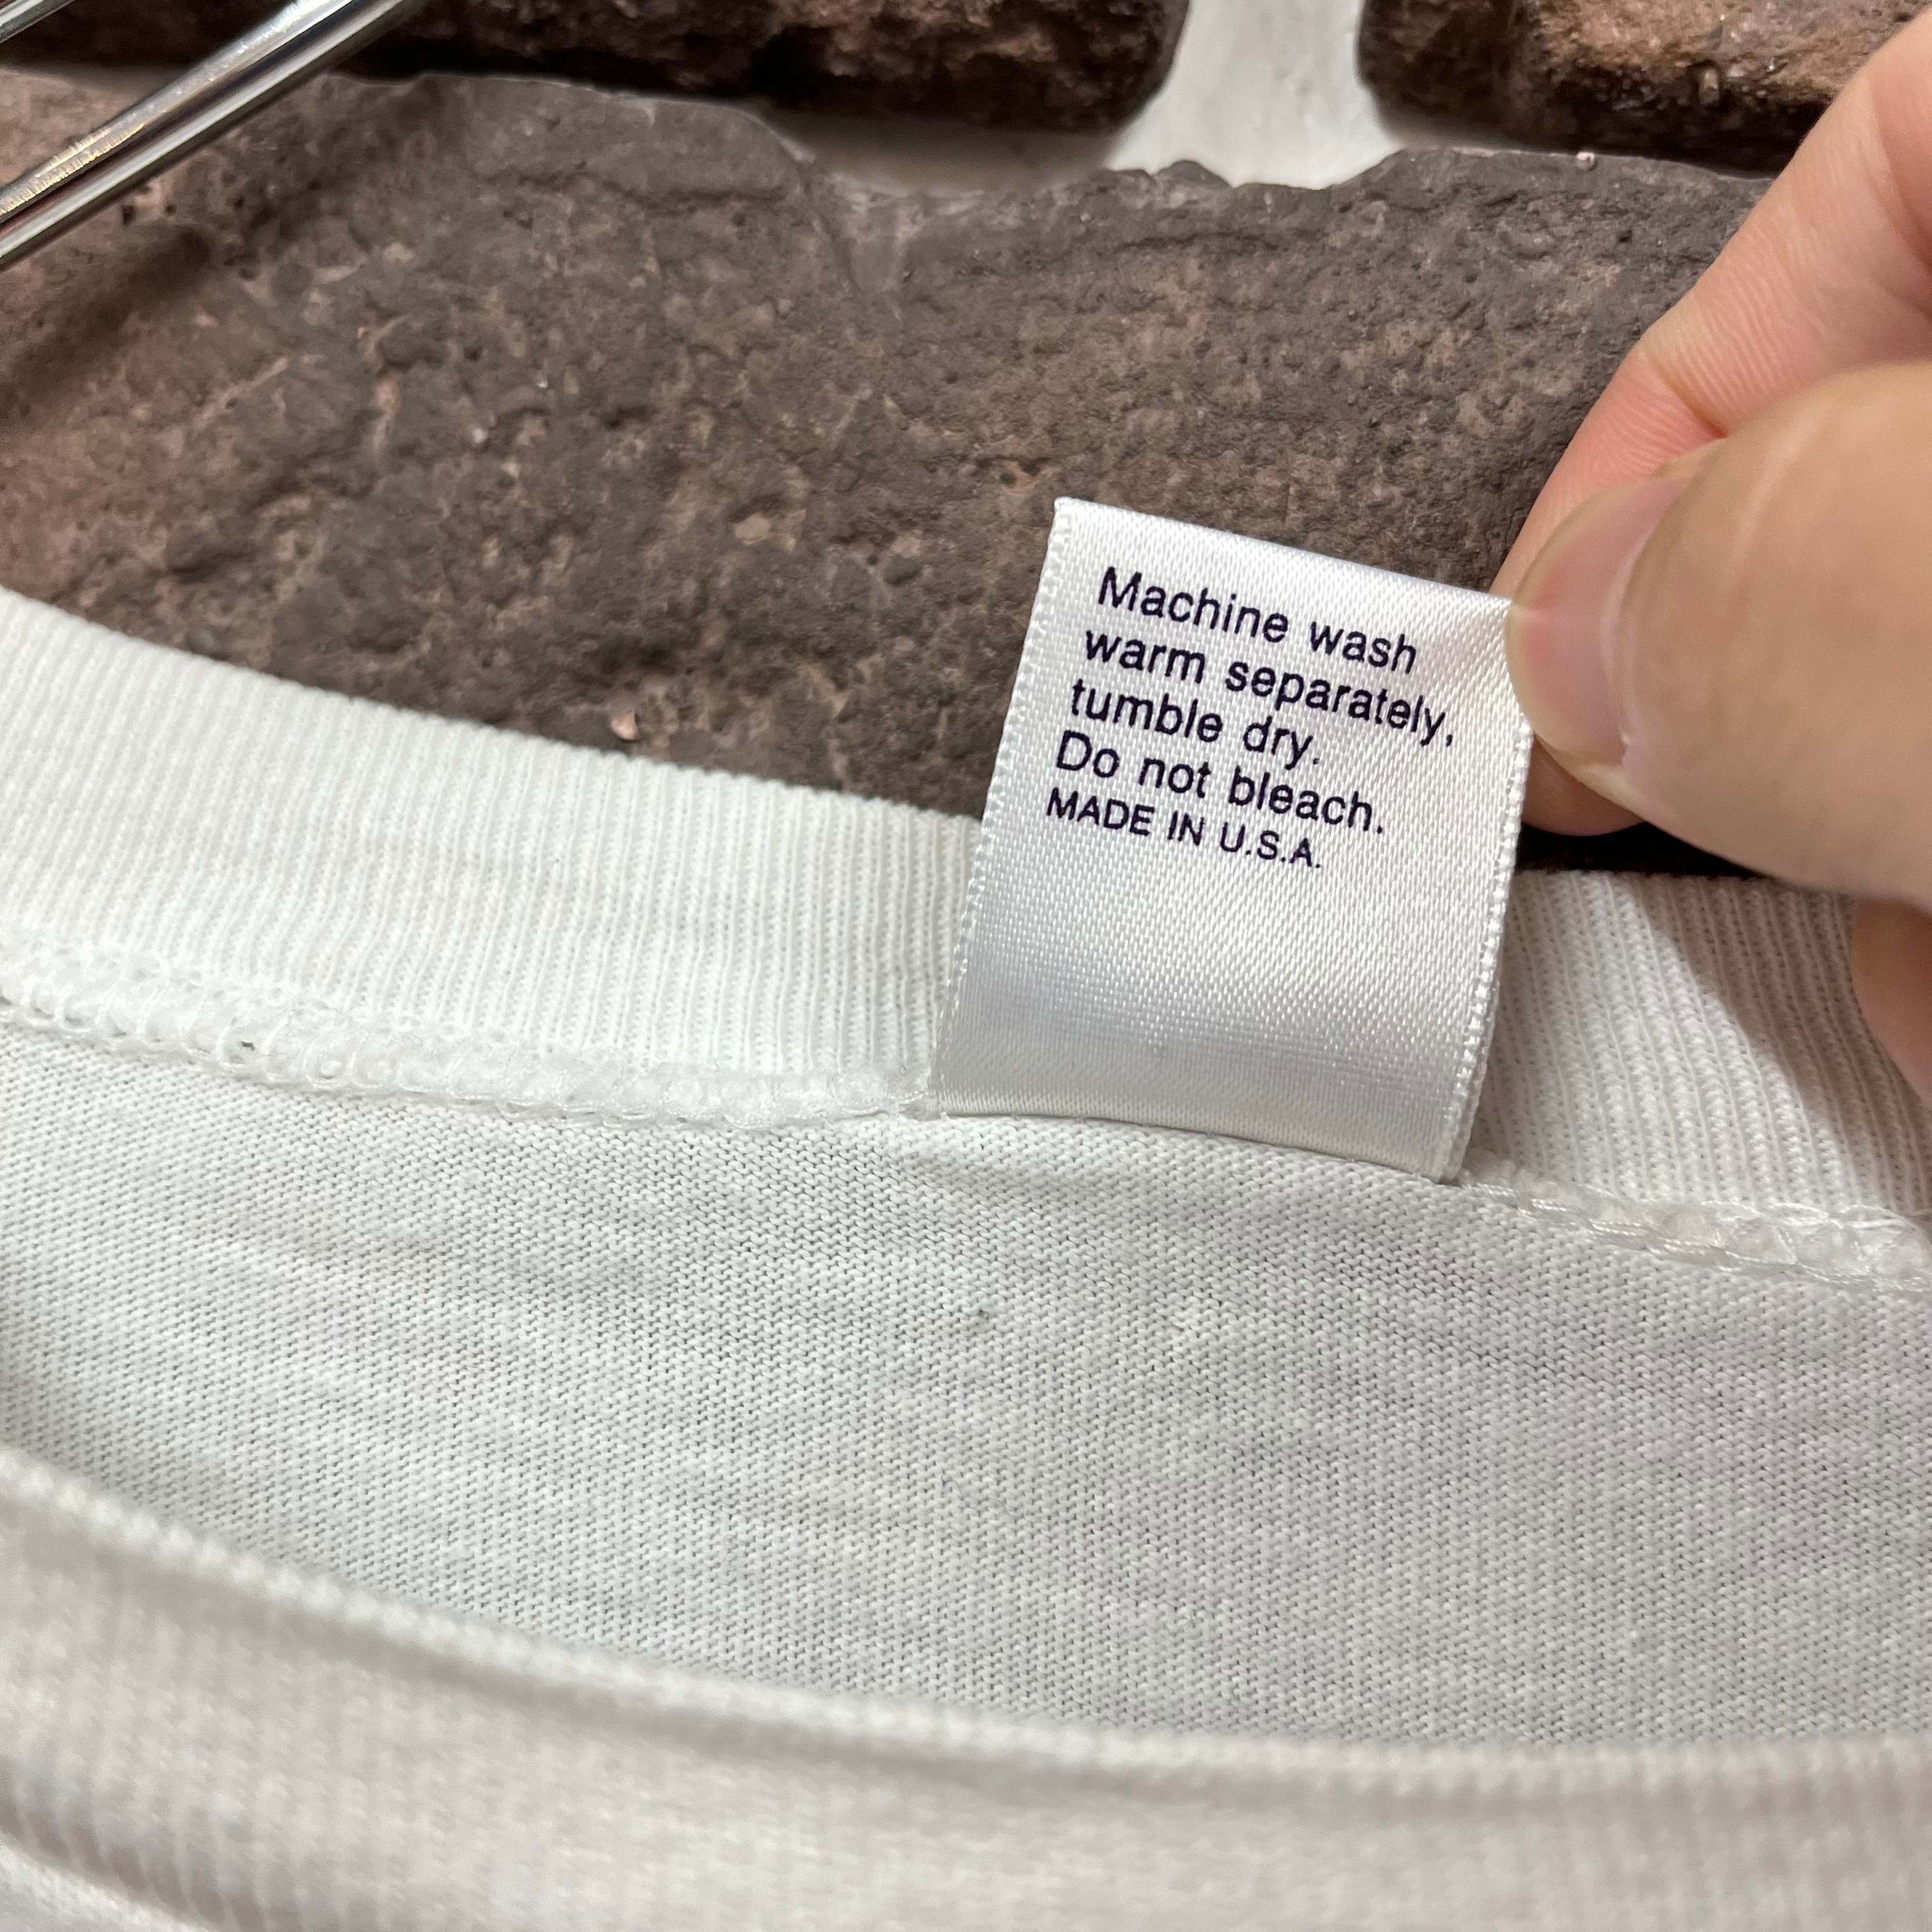 Machine wash
warm separately,
tumble dry.
Do not bleach.
MADE IN U.S.A.